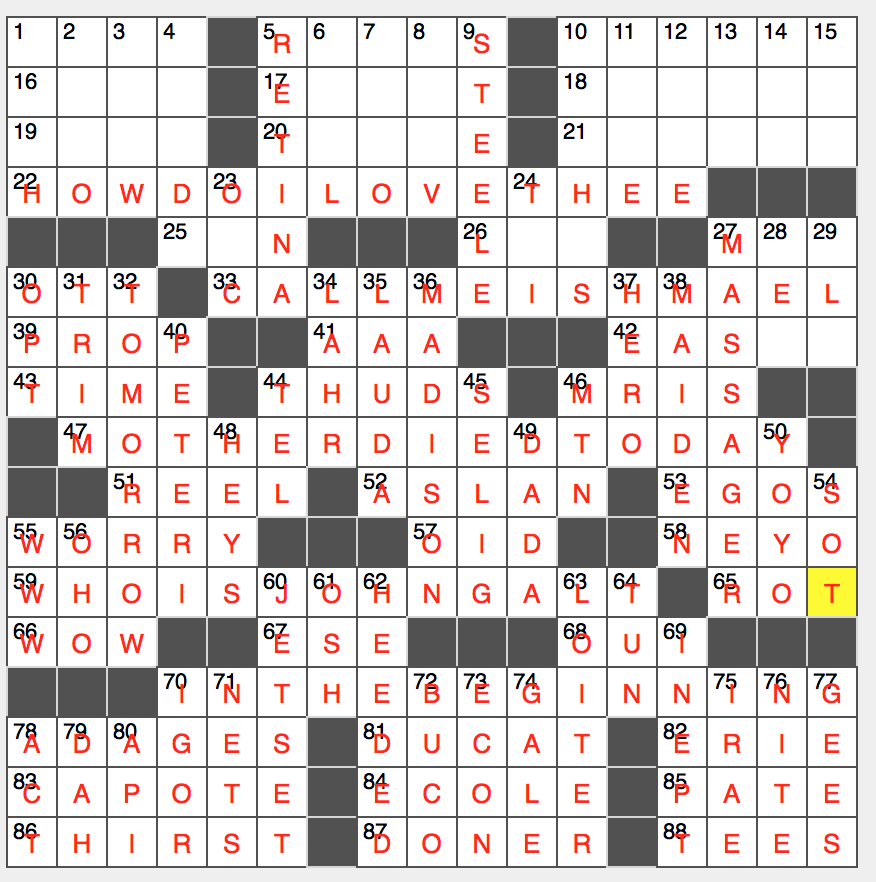 1 2 3 4 5 R 6 7 8 9 S 10 11 12 13 14 15
16 17 E T 18
19 20 T E 21
22 H O W D 23 O I L O V E 24 T H E E
25 N 26 L 27 M 28 29
30 O 31 T 32 T 33 C A 34 L 35 L 36 M E I S 37 H 38 M A E L
39 P R O 40 P 41 A A A 42 E A S
43 T I M E 44 T H U D 45 S 46 M R I S
47 M O T 48 H E R D I E 49 D T O D A 50 Y
51 R E E L 52 A S L A N 53 E G O 54 S
55 W 56 O R R Y 57 O I D 58 N E Y O
59 W H O I S 60 J 61 O 62 H N G A 63 L 64 T 65 R O T
66 W O W 67 E S E 68 O U 69 I
70 I 71 N T H E 72 B 73 E 74 G I N N 75 I 76 N 77 G
78 A 79 D 80 A G E S 81 D U C A T 82 E R I E
83 C A P O T E 84 E C O L E 85 P A T E
86 T H I R S T 87 D O N E R 88 T E E S